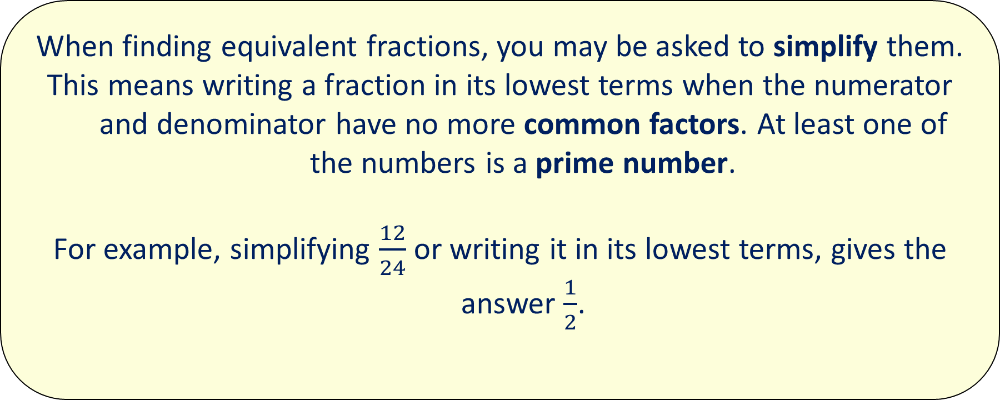 When finding equivalent fractions, you may be asked to simplify them.
This means writing a fraction in its lowest terms when the numerator
and denominator have no more common factors. At least one of
the numbers is a prime number.
For example, simplifying 12/24 or writing it in its lowest terms, gives the
answer 1/2.